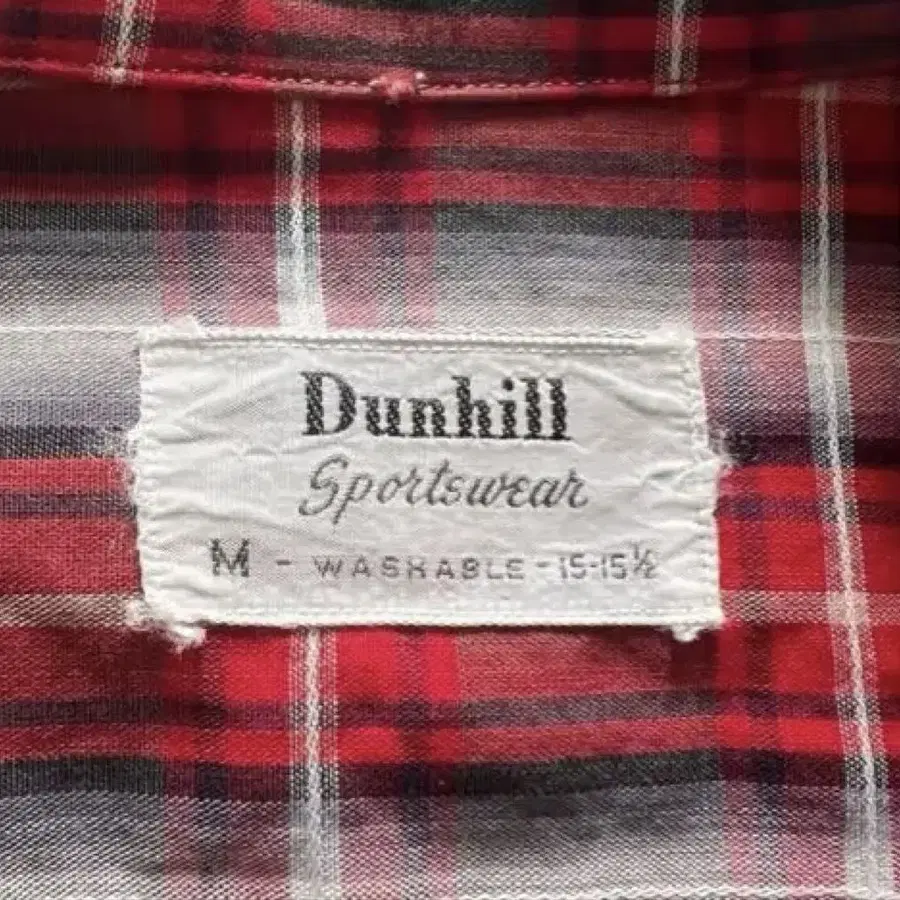 Dunhill
Sportswear
M - WASHABLE - 15-15½